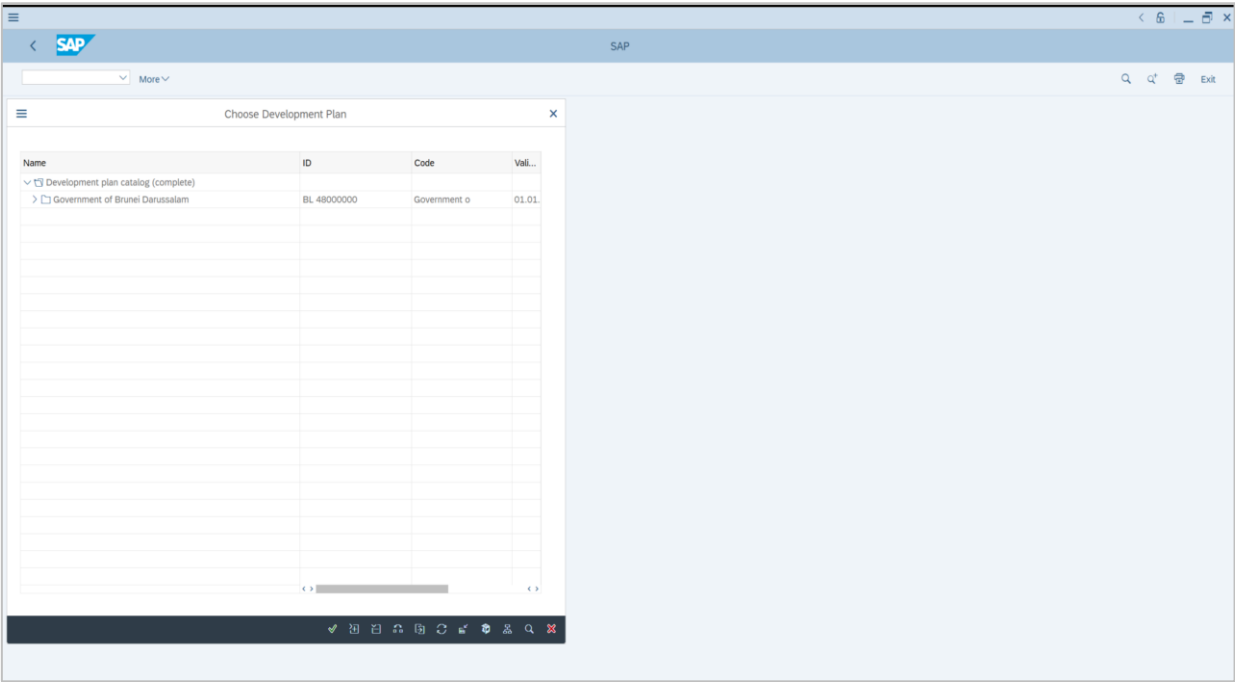 SAP
SAP
More
Exit
Choose Development Plan
Name ID Code Vali...
Development plan catalog (complete)
Government of Brunei Darussalam BL 48000000 Government o 01.01.